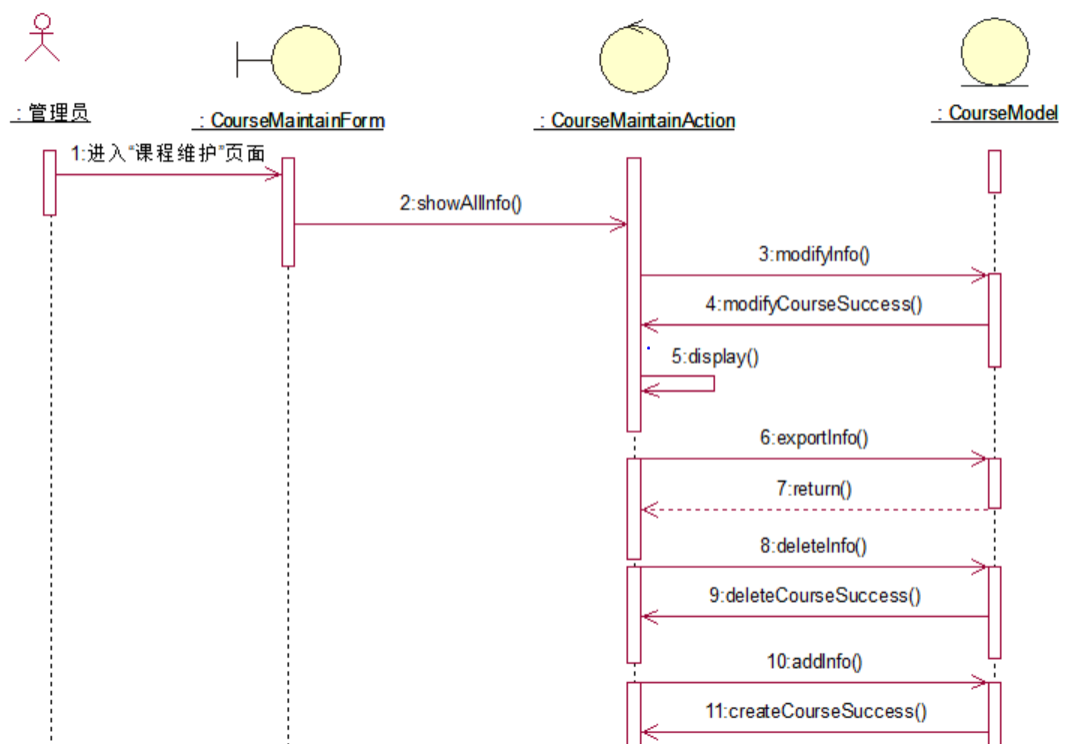 : 管理员
: CourseMaintainForm
: CourseMaintainAction
: CourseModel
1:进入“课程维护”页面
2:showAllInfo()
3:modifyInfo()
4:modifyCourseSuccess()
5:display()
6:exportInfo()
7:return()
8:deleteInfo()
9:deleteCourseSuccess()
10:addInfo()
11:createCourseSuccess()